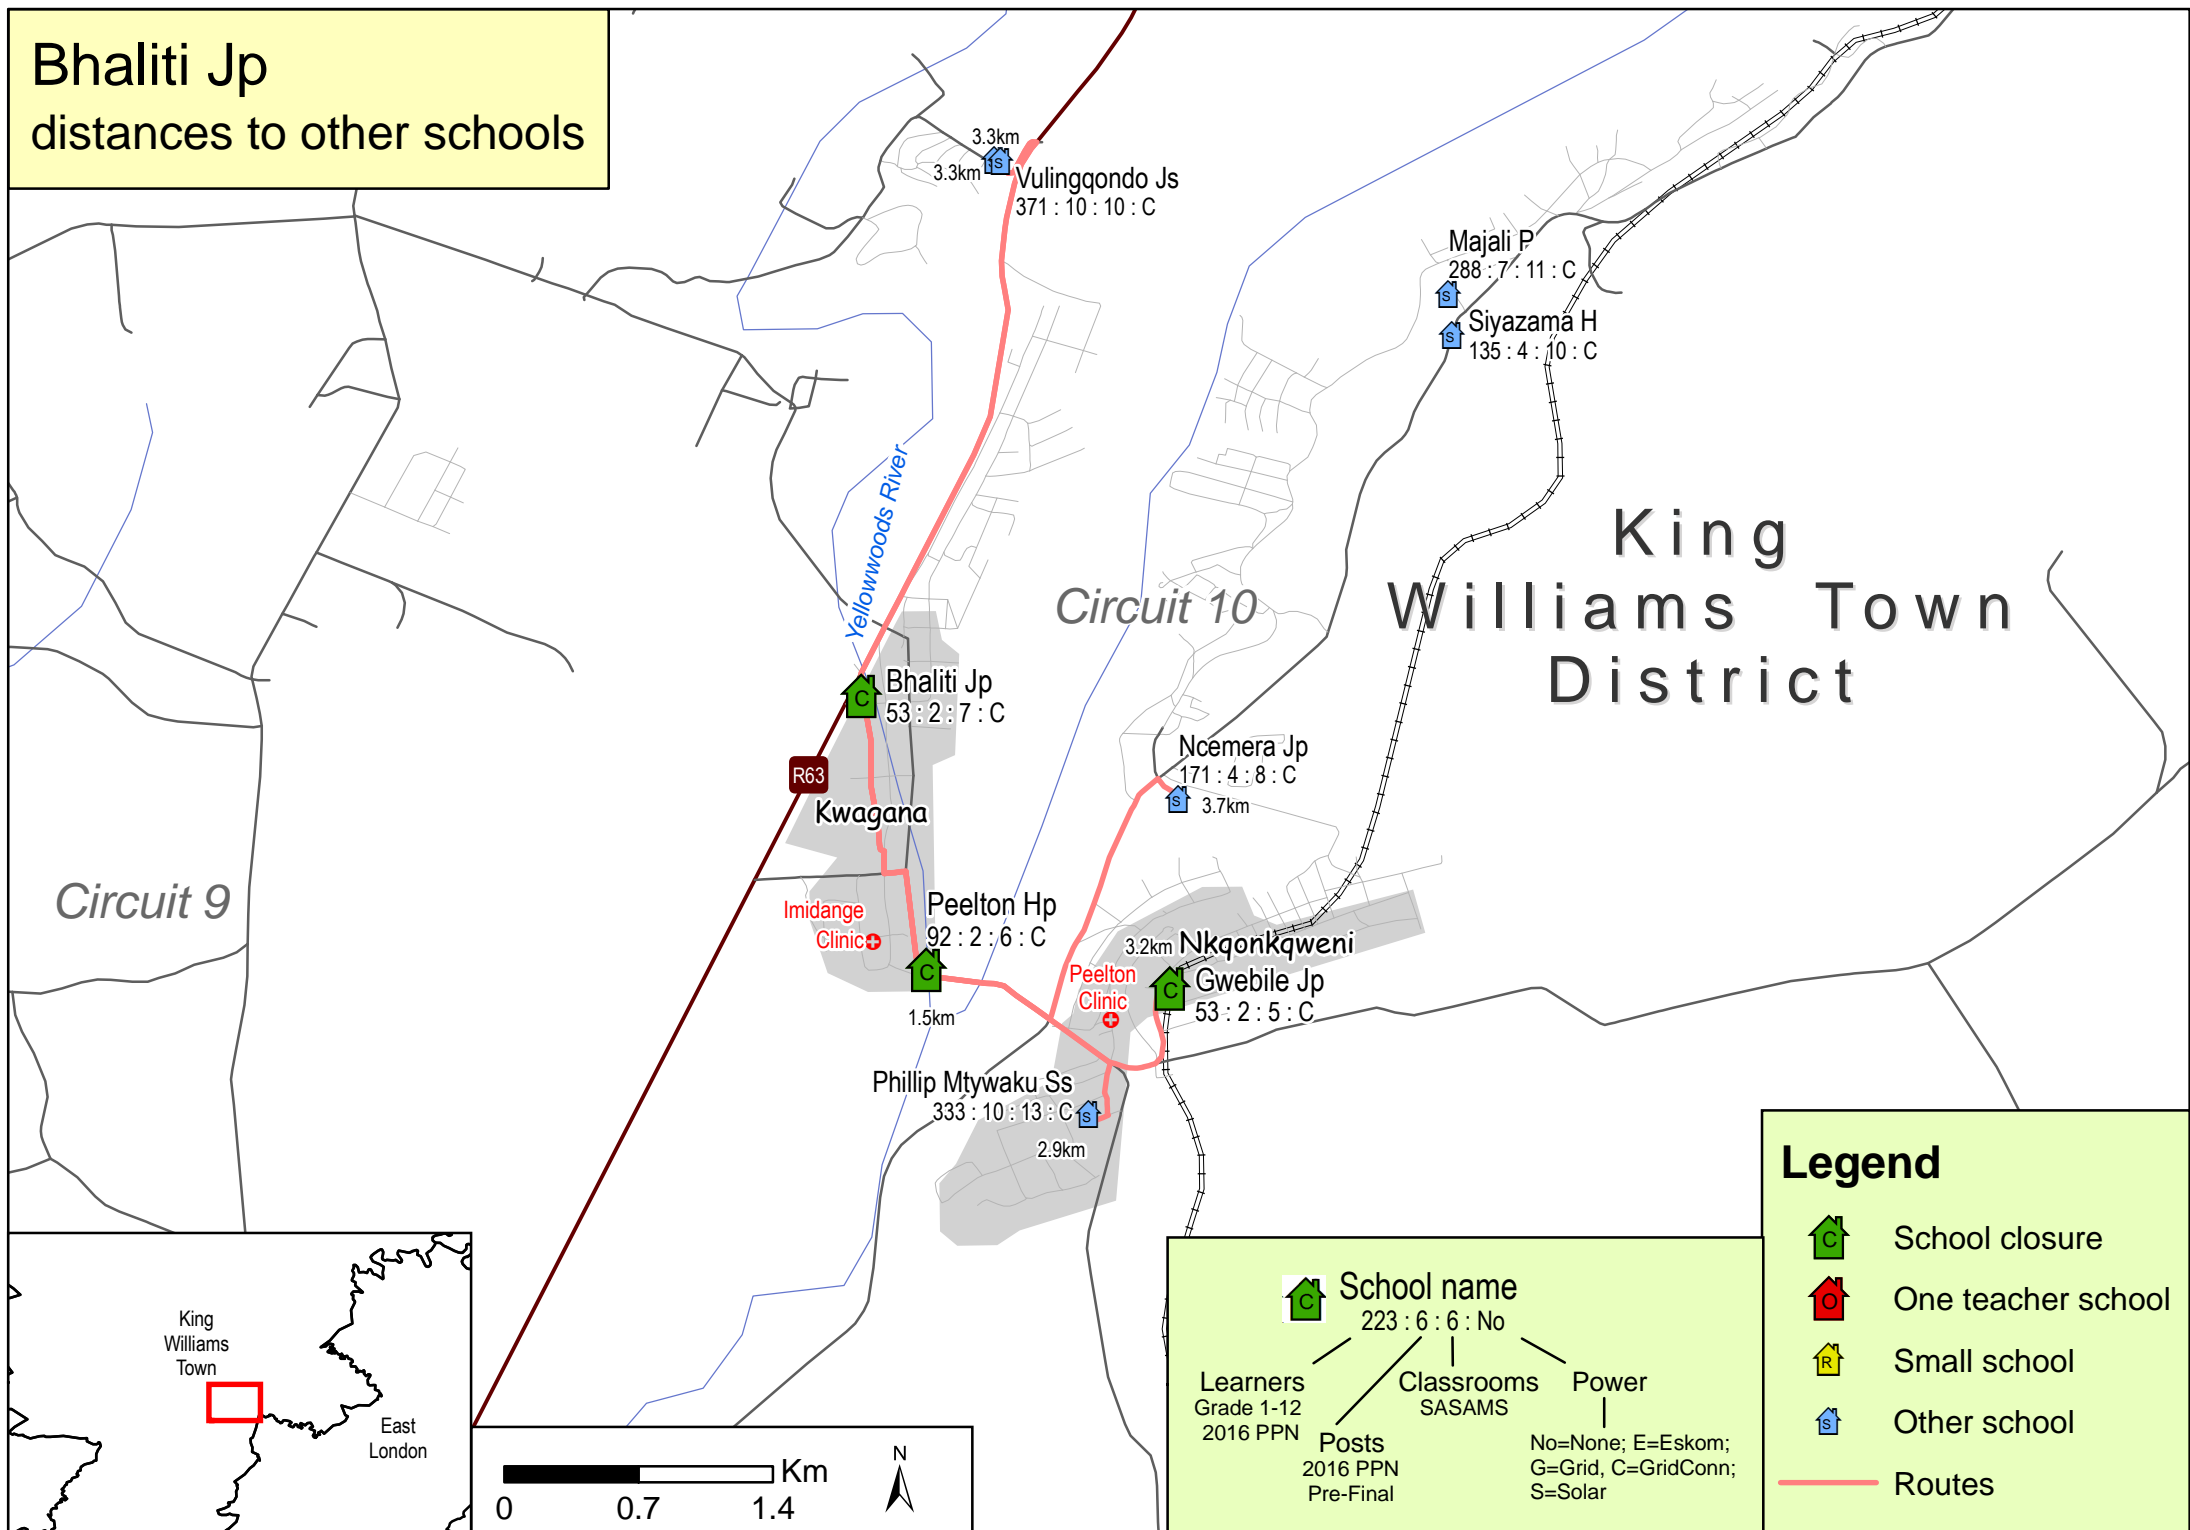 Bhaliti Jp
distances to other schools
3.3km
3.3km
S
Vulingqondo Js
371 : 10 : 10 : C
Majali P
288 : 7 : 11 : C
S
Siyazama H
S
135 : 4 : 10 : C
Yellowwoods River
King
Williams Town
District
Circuit 10
Bhaliti Jp
C
53 : 2 : 7 : C
R63
Ncemera Jp
171 : 4 : 8 : C
S
3.7km
Kwagana
Circuit 9
Imidange
Clinic
Peelton Hp
92 : 2 : 6 : C
C
1.5km
3.2km
Nkqonkqweni
Peelton
Clinic
C
Gwebile Jp
53 : 2 : 5 : C
Phillip Mtywaku Ss
333 : 10 : 13 : C
S
2.9km
King
Williams
Town
East
London
Km
0 0.7 1.4
N
C
School name
223 : 6 : 6 : No
Learners
Grade 1-12
2016 PPN
Posts
2016 PPN
Pre-Final
Classrooms
SASAMS
Power
No=None; E=Eskom;
G=Grid, C=GridConn;
S=Solar
Legend
C School closure
O One teacher school
R Small school
S Other school
Routes